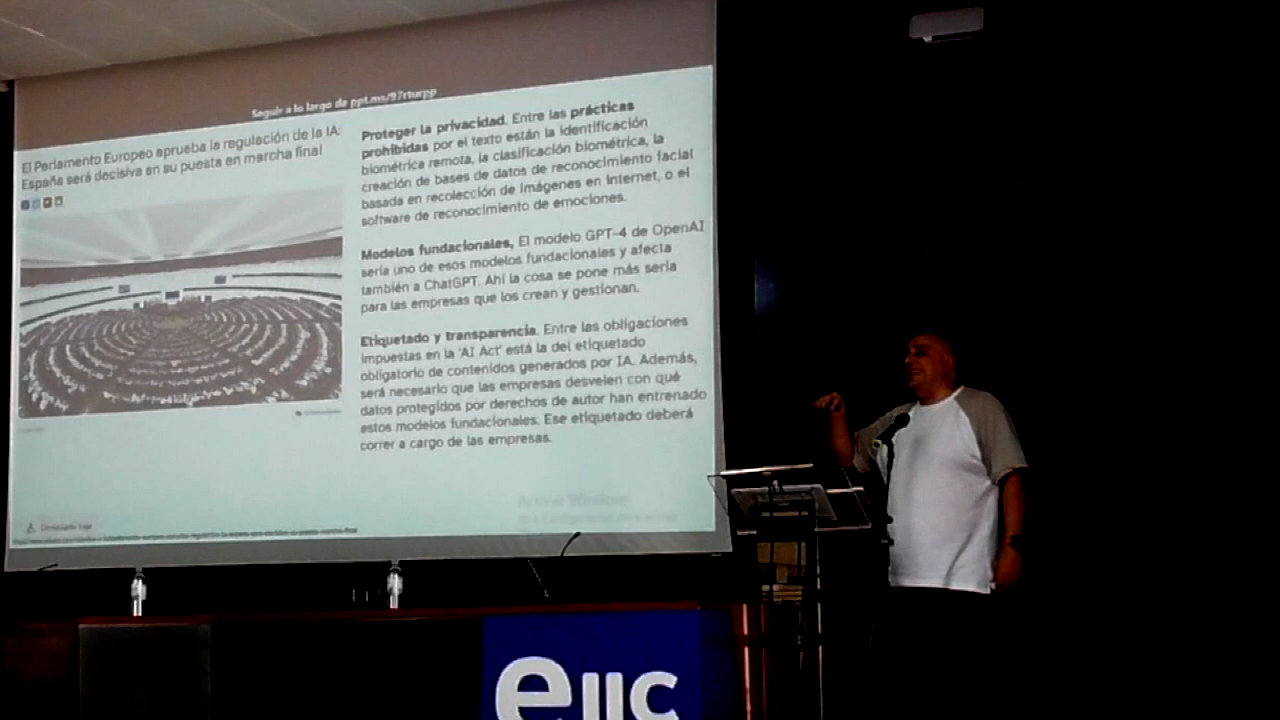 Seguir a lo largo de ppt.ms/97rturpp
El Parlamento Europeo aprueba la regulación de la IA:
España será decisiva en su puesta en marcha final
Proteger la privacidad. Entre las prácticas
prohibidas por el texto están la identificación
biométrica remota, la clasificación biométrica, la
creación de bases de datos de reconocimiento facial
basada en recolección de imágenes en internet, o el
software de reconocimiento de emociones.
Modelos fundacionales, El modelo GPT-4 de OpenAI
sería uno de esos modelos fundacionales y afecta
también a ChatGPT. Ahí la cosa se pone más seria
para las empresas que los crean y gestionan.
Etiquetado y transparencia. Entre las obligaciones
impuestas en la 'AI Act' está la del etiquetado
obligatorio de contenidos generados por IA. Además,
será necesario que las empresas desvelen con qué
datos protegidos por derechos de autor han entrenado
estos modelos fundacionales. Ese etiquetado deberá
correr a cargo de las empresas.
Activar Windows
eiic